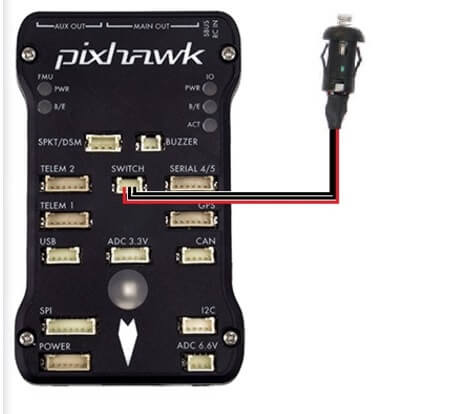 AUX OUT MAIN OUT SBUS
RC IN
pixhawk
FMU IO
PWR PWR
B/E B/E
ACT
SPKT/DSM BUZZER
TELEM 2 SWITCH SERIAL 4/5
TELEM 1 GPS
USB ADC 3.3V CAN
SPI I2C
POWER ADC 6.6V